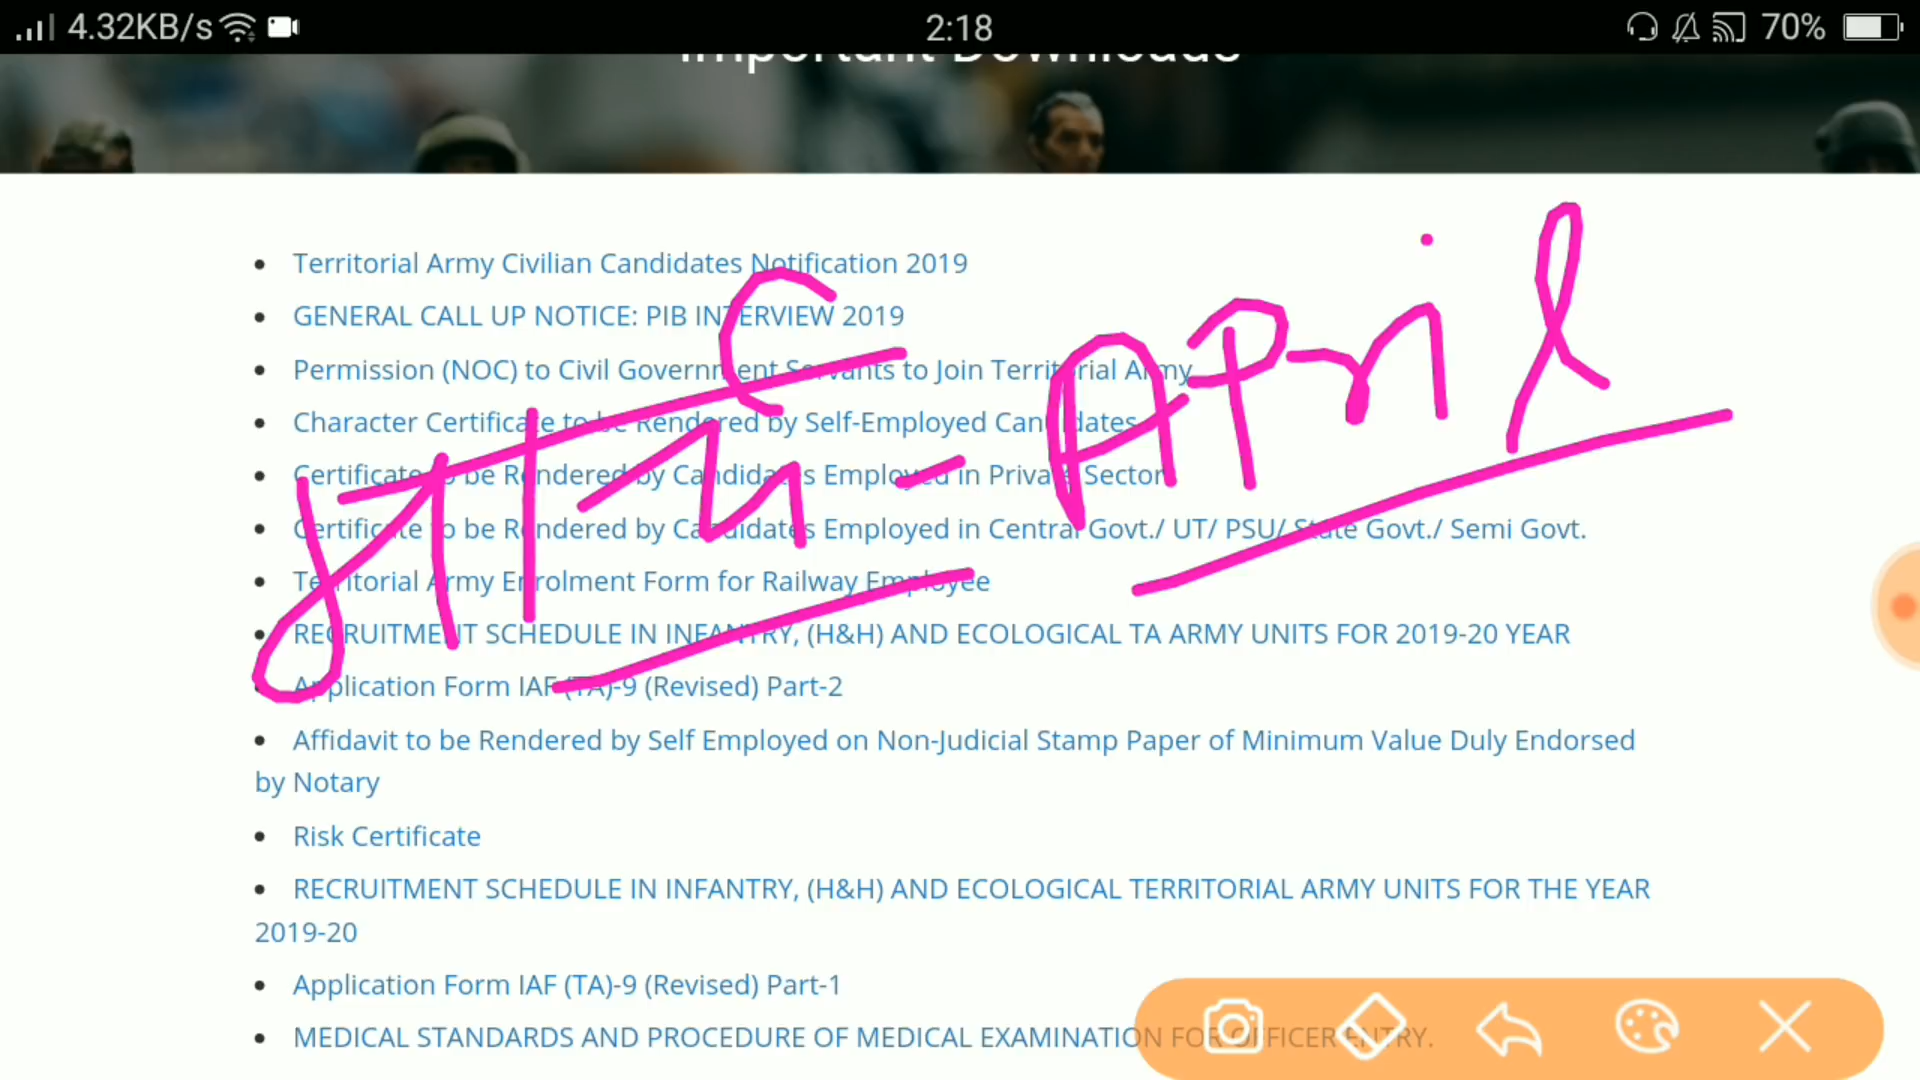 4.32KB/s 2:18 70%
Important Downloads
Territorial Army Civilian Candidates Notification 2019
GENERAL CALL UP NOTICE: PIB INTERVIEW 2019
Permission (NOC) to Civil Government Servants to Join Territorial Army
Character Certificate to be Rendered by Self-Employed Candidates
Certificate to be Rendered by Candidates Employed in Private Sector
Certificate to be Rendered by Candidates Employed in Central Govt./ UT/ PSU/ State Govt./ Semi Govt.
मार्च - April
Territorial Army Enrolment Form for Railway Employee
RECRUITMENT SCHEDULE IN INFANTRY, (H&H) AND ECOLOGICAL TA ARMY UNITS FOR 2019-20 YEAR
Application Form IAF (TA)-9 (Revised) Part-2
Affidavit to be Rendered by Self Employed on Non-Judicial Stamp Paper of Minimum Value Duly Endorsed
by Notary
Risk Certificate
RECRUITMENT SCHEDULE IN INFANTRY, (H&H) AND ECOLOGICAL TERRITORIAL ARMY UNITS FOR THE YEAR
2019-20
Application Form IAF (TA)-9 (Revised) Part-1
MEDICAL STANDARDS AND PROCEDURE OF MEDICAL EXAMINATION FOR OFFICER ENTRY.